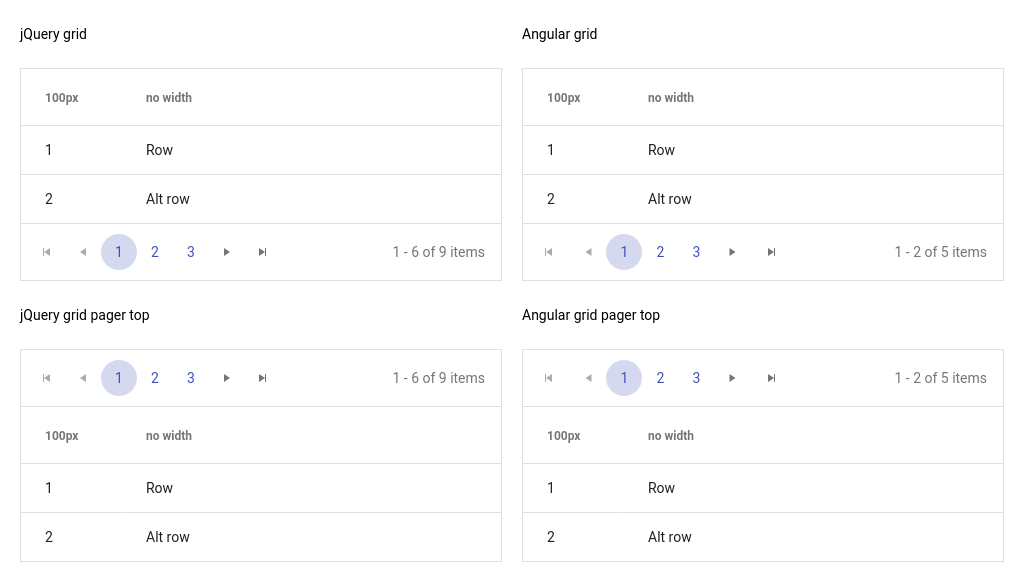 jQuery grid
100px no width
1 Row
2 Alt row
1 2 3 1 - 6 of 9 items
Angular grid
100px no width
1 Row
2 Alt row
1 2 3 1 - 2 of 5 items
jQuery grid pager top
1 2 3 1 - 6 of 9 items
100px no width
1 Row
2 Alt row
Angular grid pager top
1 2 3 1 - 2 of 5 items
100px no width
1 Row
2 Alt row